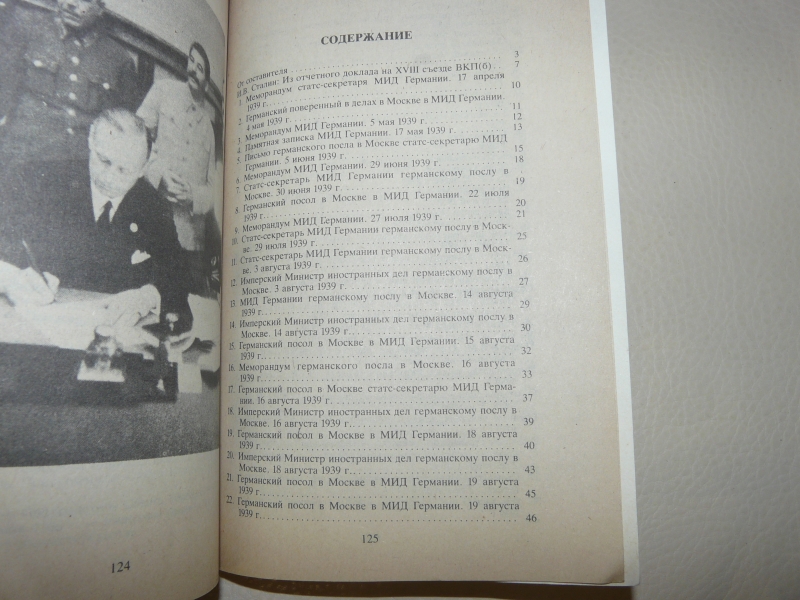 СОДЕРЖАНИЕ
От составителя 3
И.В. Сталин: Из отчетного доклада на XVIII съезде ВКП(б) 7
1. Меморандум статс-секретаря МИД Германии. 17 апреля
1939 г. 10
2. Германский поверенный в делах в Москве в МИД Германии.
4 мая 1939 г. 11
3. Меморандум МИД Германии. 5 мая 1939 г. 12
4. Памятная записка МИД Германии. 17 мая 1939 г. 13
5. Письмо германского посла в Москве статс-секретарю МИД
Германии. 5 июня 1939 г. 15
6. Меморандум МИД Германии. 29 июня 1939 г. 18
7. Статс-секретарь МИД Германии германскому послу в
Москве. 30 июня 1939 г. 19
8. Германский посол в Москве в МИД Германии. 22 июля
1939 г. 20
9. Меморандум МИД Германии. 27 июля 1939 г. 21
10. Статс-секретарь МИД Германии германскому послу в Моск-
ве. 29 июля 1939 г. 25
11. Статс-секретарь МИД Германии германскому послу в Моск-
ве. 3 августа 1939 г. 26
12. Имперский Министр иностранных дел германскому послу в
Москве. 3 августа 1939 г. 27
13. МИД Германии германскому послу в Москве. 14 августа
1939 г. 29
14. Имперский Министр иностранных дел германскому послу в
Москве. 14 августа 1939 г. 30
15. Германский посол в Москве в МИД Германии. 15 августа
1939 г. 32
16. Меморандум германского посла в Москве. 16 августа
1939 г. 33
17. Германский посол в Москве статс-секретарю МИД Герма-
нии. 16 августа 1939 г. 37
18. Имперский Министр иностранных дел германскому послу в
Москве. 16 августа 1939 г. 39
19. Германский посол в Москве в МИД Германии. 18 августа
1939 г. 40
20. Имперский Министр иностранных дел германскому послу в
Москве. 18 августа 1939 г. 43
21. Германский посол в Москве в МИД Германии. 19 августа
1939 г. 45
22. Германский посол в Москве в МИД Германии. 19 августа
1939 г. 46
125
124